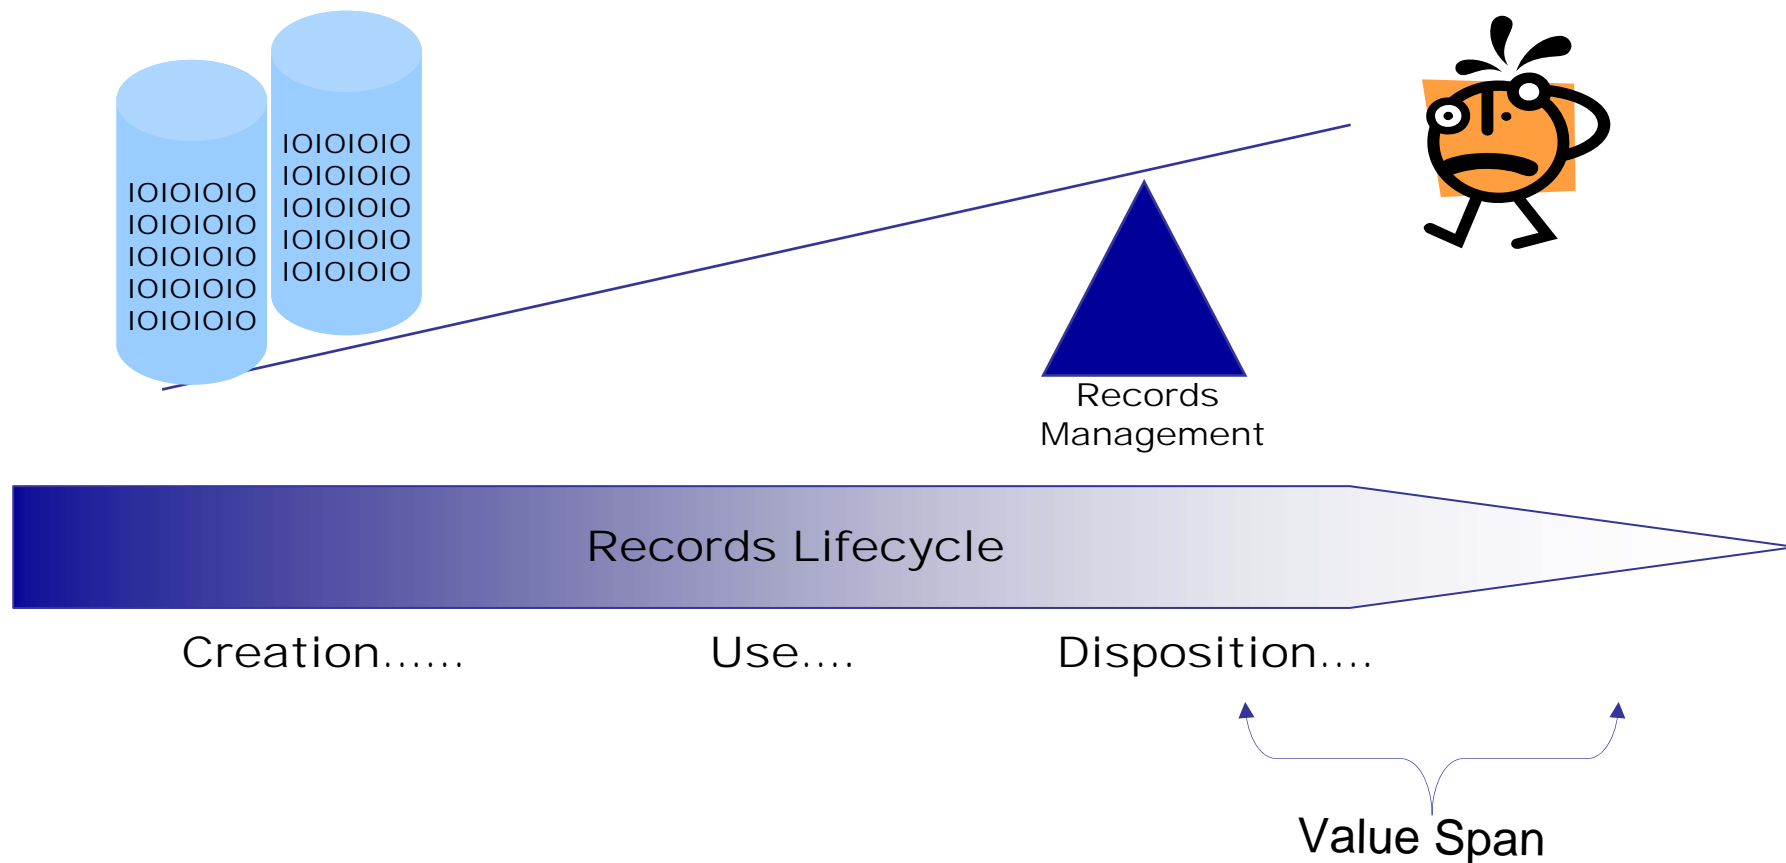 IOIOIOIO
IOIOIOIO
IOIOIOIO
IOIOIOIO
IOIOIOIO
IOIOIOIO
IOIOIOIO
IOIOIOIO
IOIOIOIO
IOIOIOIO
Records
Management
Records Lifecycle
Creation......
Use....
Disposition....
Value Span